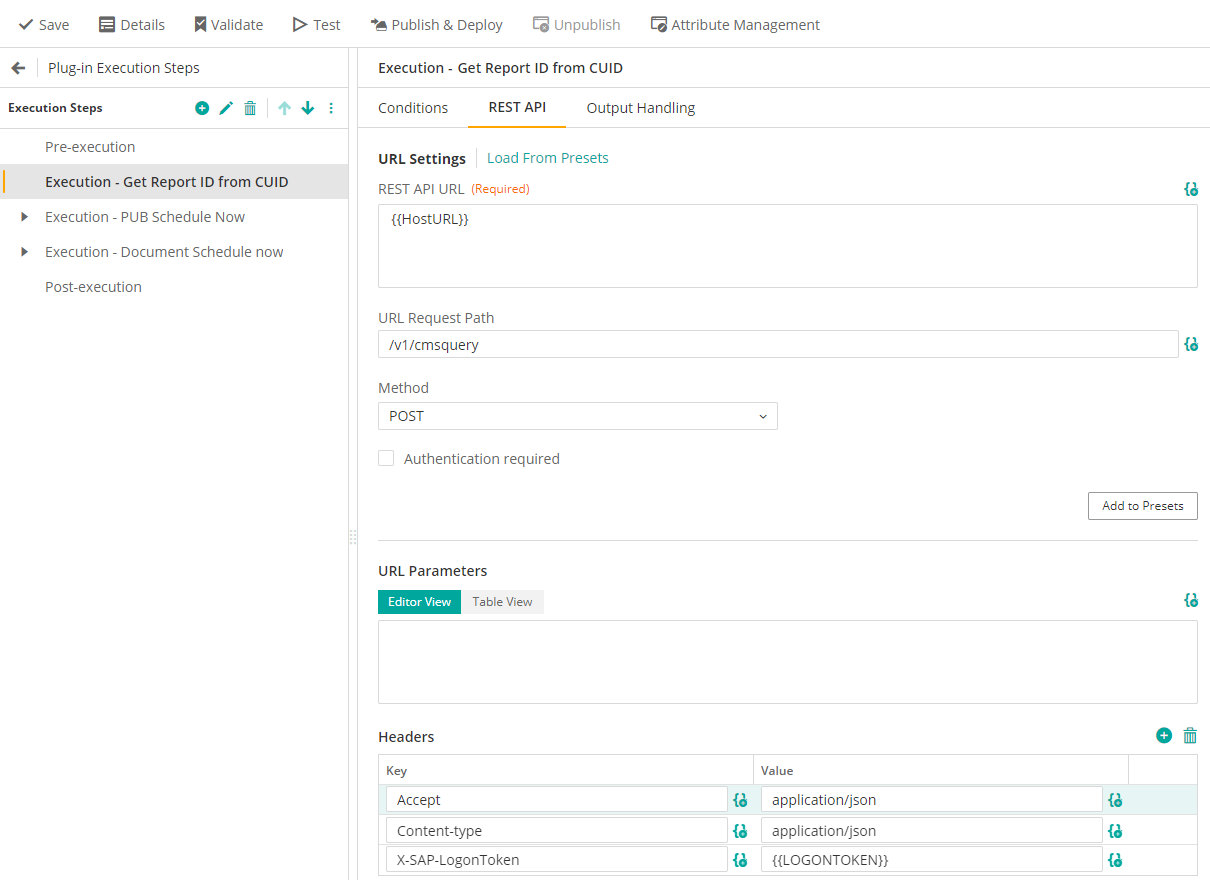 Save Details Validate Test Publish & Deploy Unpublish Attribute Management
Plug-in Execution Steps
Execution Steps
Pre-execution
Execution - Get Report ID from CUID
Execution - PUB Schedule Now
Execution - Document Schedule now
Post-execution
Execution - Get Report ID from CUID
Conditions REST API Output Handling
URL Settings Load From Presets
REST API URL (Required)
{{HostURL}}
URL Request Path
/v1/cmsquery
Method
POST
Authentication required
Add to Presets
URL Parameters
Editor View Table View
Headers
Key Value
Accept application/json
Content-type application/json
X-SAP-LogonToken {{LOGONTOKEN}}